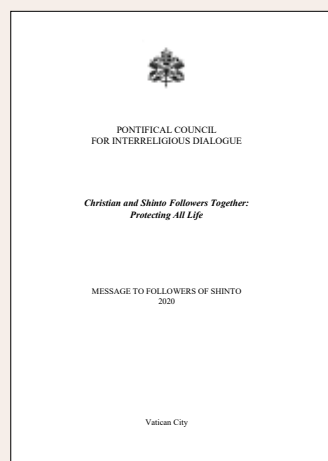 PONTIFICAL COUNCIL
FOR INTERRELIGIOUS DIALOGUE
Christian and Shinto Followers Together:
Protecting All Life
MESSAGE TO FOLLOWERS OF SHINTO
2020
Vatican City